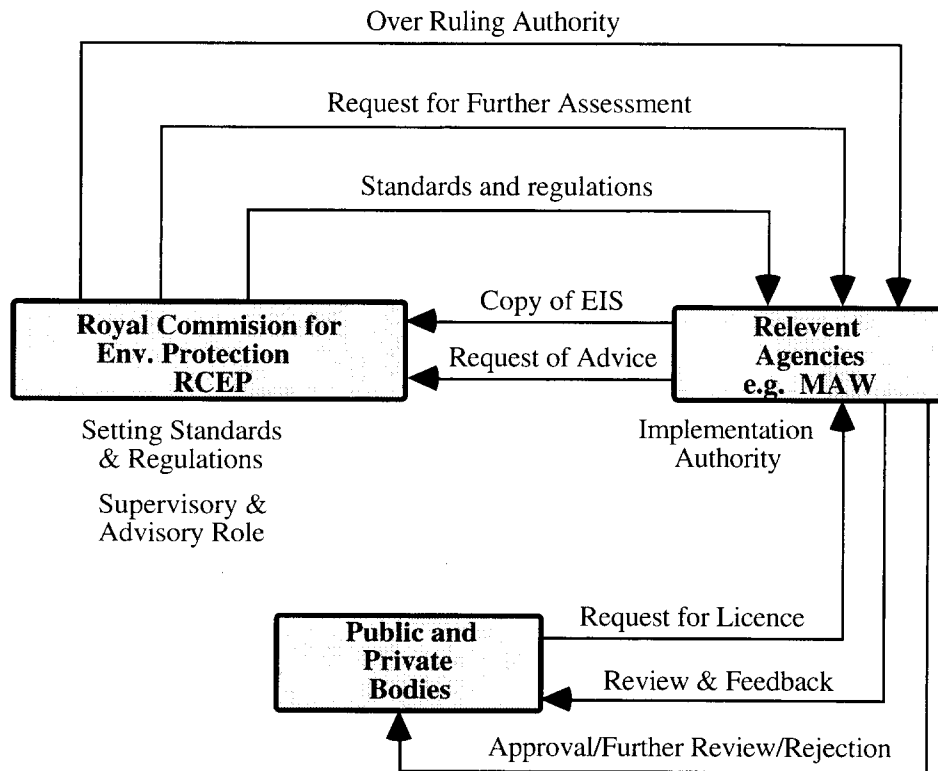 Over Ruling Authority
Request for Further Assessment
Standards and regulations
Copy of EIS
Royal Commision for
Env. Protection
RCEP
Request of Advice
Relevent
Agencies
e.g. MAW
Setting Standards
& Regulations
Supervisory &
Advisory Role
Implementation
Authority
Public and
Private
Bodies
Request for Licence
Review & Feedback
Approval/Further Review/Rejection